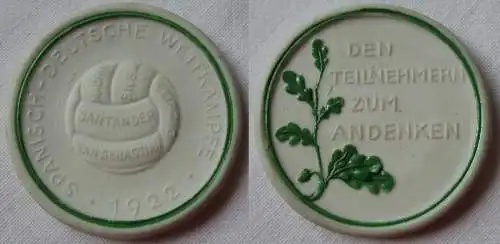 SPANISCH - DEUTSCHE WETTKÄMPFE
· 1922 ·
SANTANDER
SAN SEBASTIAN
DEN
TEILNEHMERN
ZUM
ANDENKEN